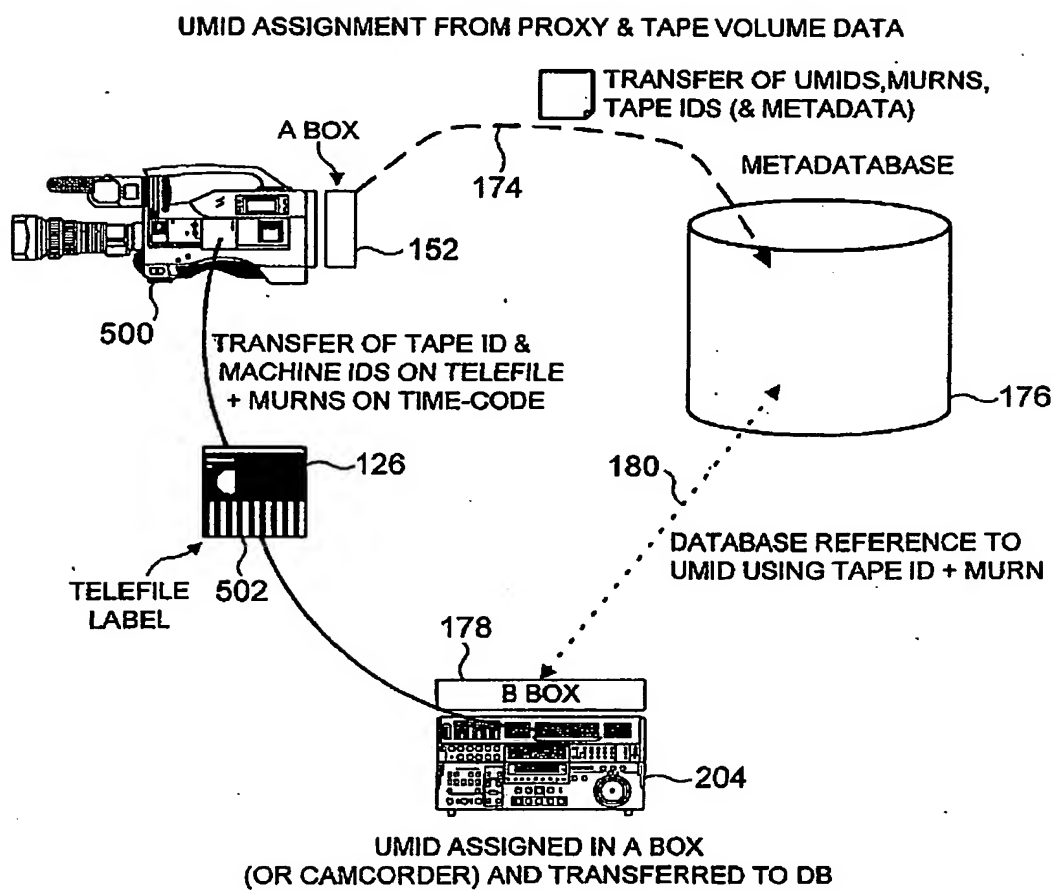 UMID ASSIGNMENT FROM PROXY & TAPE VOLUME DATA
TRANSFER OF UMIDS,MURNS,
TAPE IDS (& METADATA)
A BOX
174
METADATABASE
152
500
TRANSFER OF TAPE ID &
MACHINE IDS ON TELEFILE
+ MURNS ON TIME-CODE
176
126
180
DATABASE REFERENCE TO
UMID USING TAPE ID + MURN
TELEFILE
LABEL
502
178
B BOX
204
UMID ASSIGNED IN A BOX
(OR CAMCORDER) AND TRANSFERRED TO DB